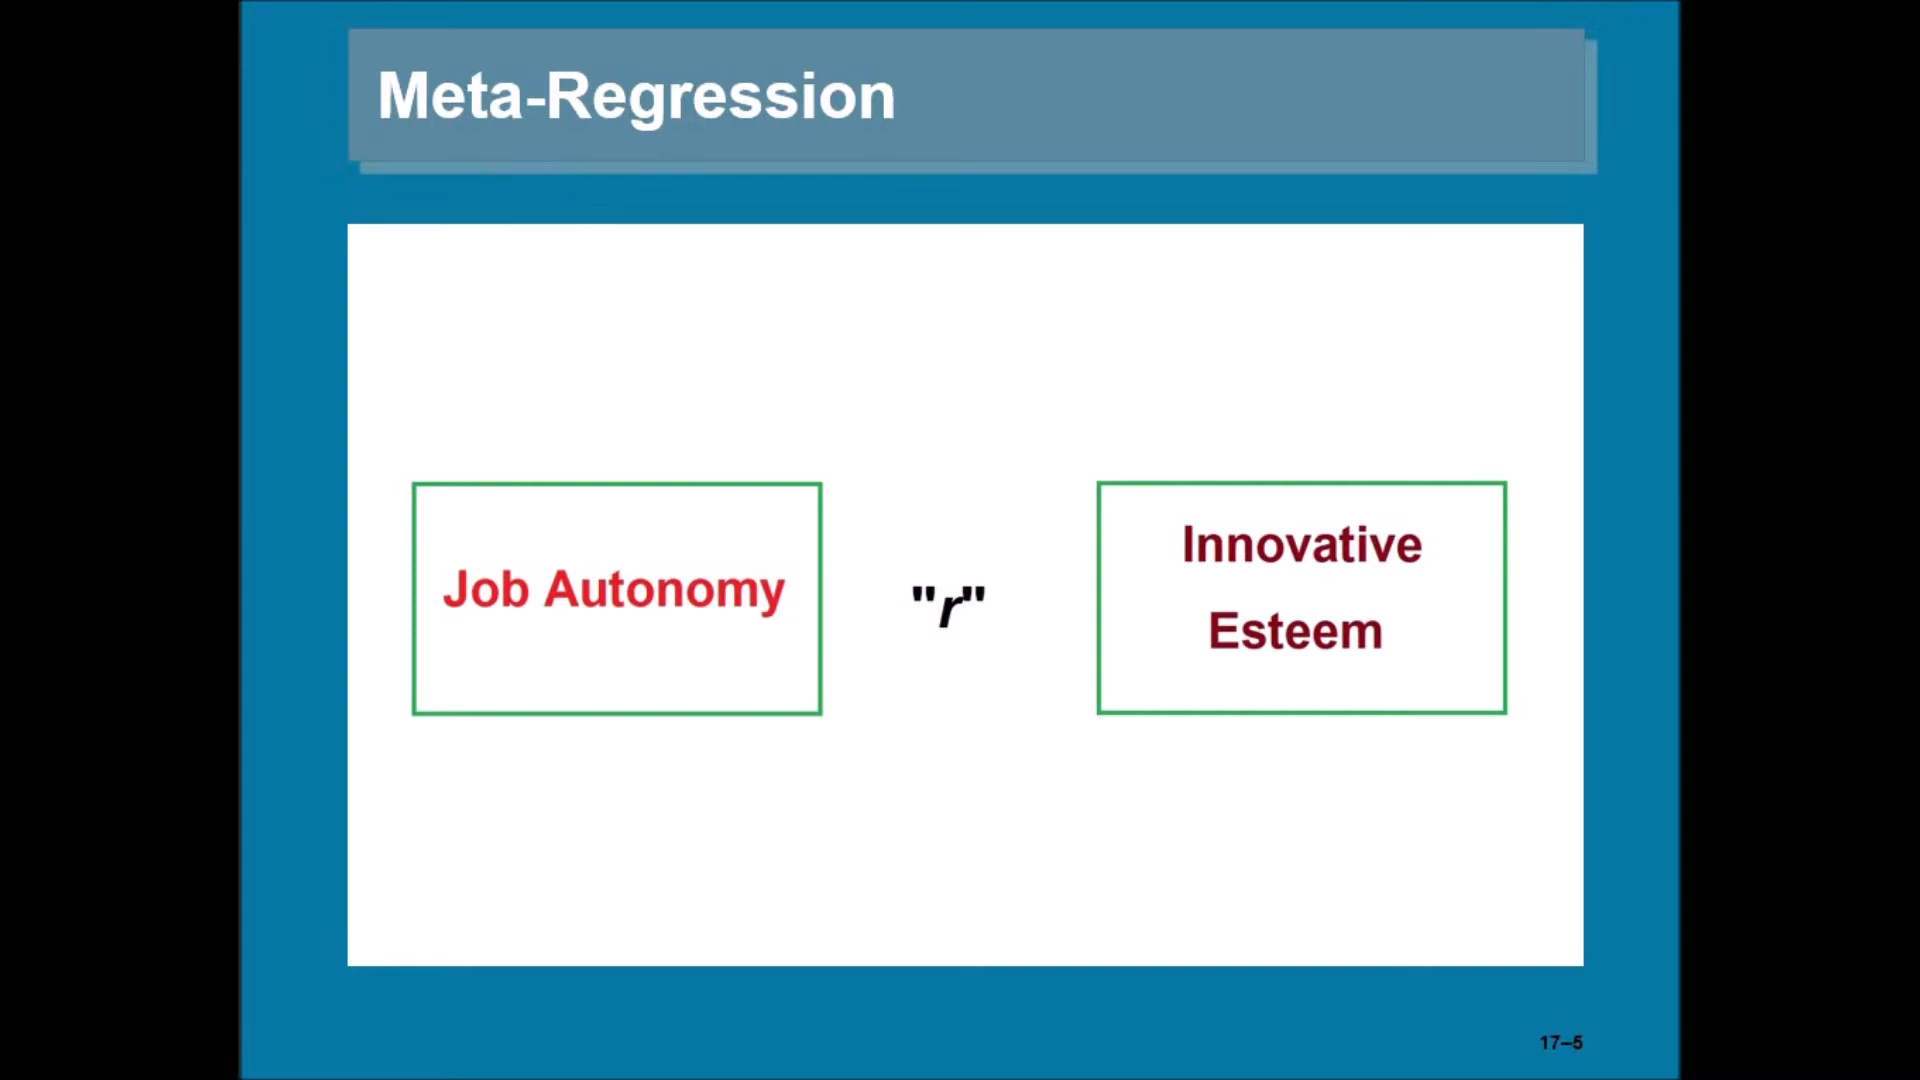 Meta-Regression
Job Autonomy
"r"
Innovative
Esteem
17–5